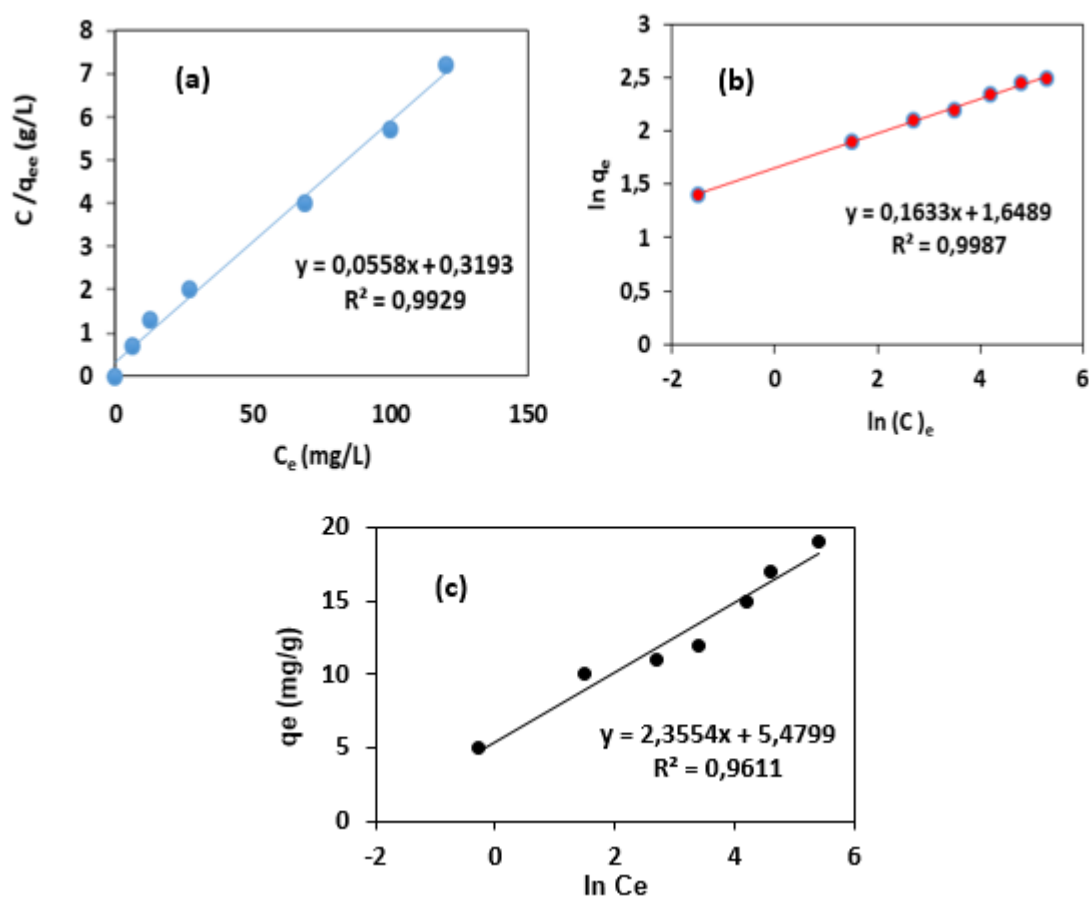 (a)
C /qₑₑ (g/L)
8
7
6
5
4
3
2
1
0
y = 0,0558x + 0,3193
R² = 0,9929
0 50 100 150
Cₑ (mg/L)
(b)
ln qₑ
3
2,5
2
1,5
1
0,5
0
y = 0,1633x + 1,6489
R² = 0,9987
-2 0 2 4 6
ln (C )ₑ
(c)
qe (mg/g)
20
15
10
5
0
y = 2,3554x + 5,4799
R² = 0,9611
-2 0 2 4 6
ln Ce